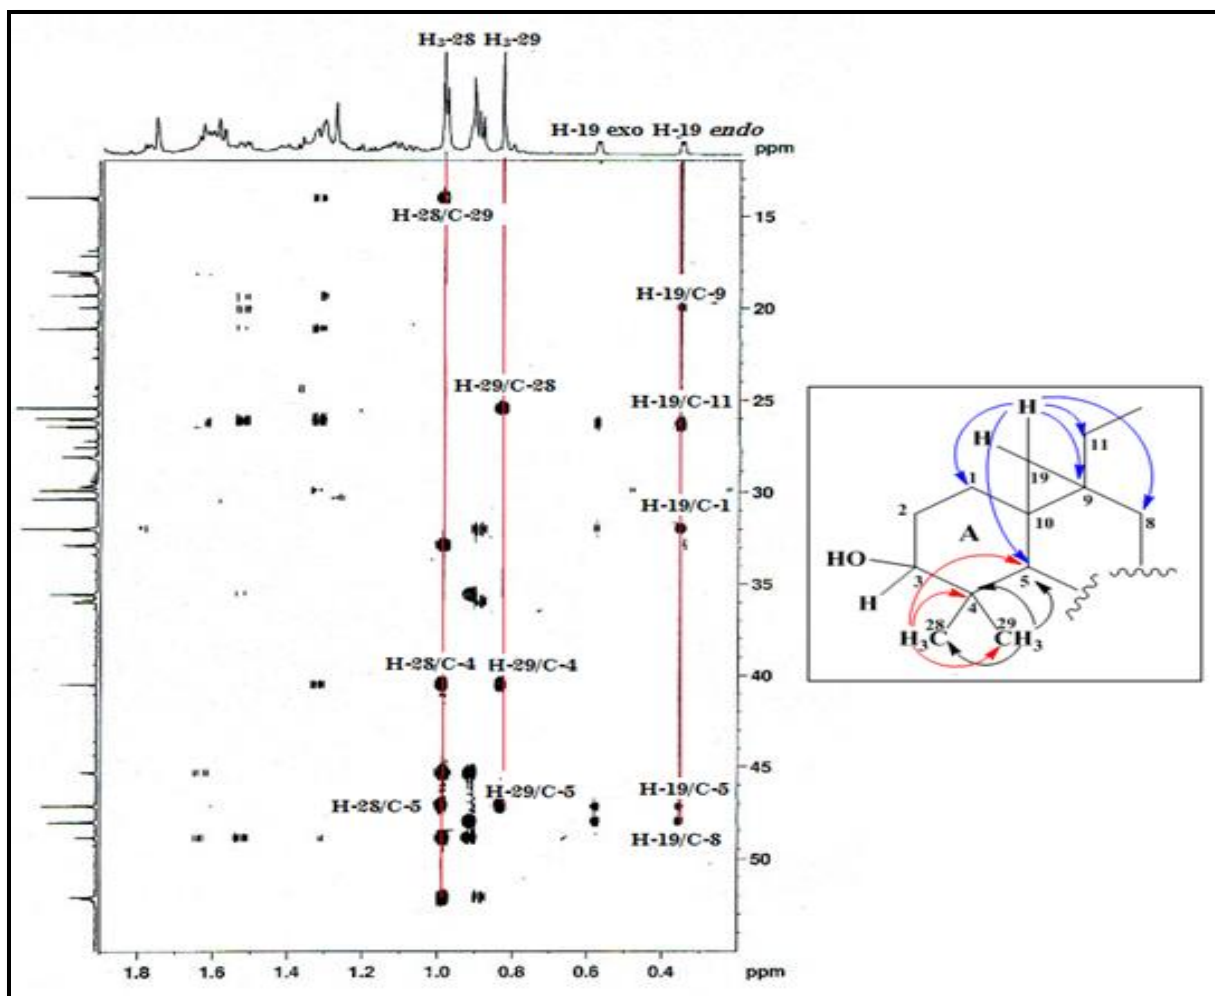 H₃-28 H₃-29
H-19 exo H-19 endo
ppm
H-28/C-29
15
H-19/C-9
20
H-29/C-28
H-19/C-11
25
H-19/C-1
30
35
H-28/C-4 H-29/C-4
40
45
H-28/C-5 H-29/C-5 H-19/C-5
H-19/C-8
50
1.8 1.6 1.4 1.2 1.0 0.8 0.6 0.4 ppm
H
H 11
1 19 9
2 10 8
A
HO 3 5
H 4
28 29
H₃C CH₃